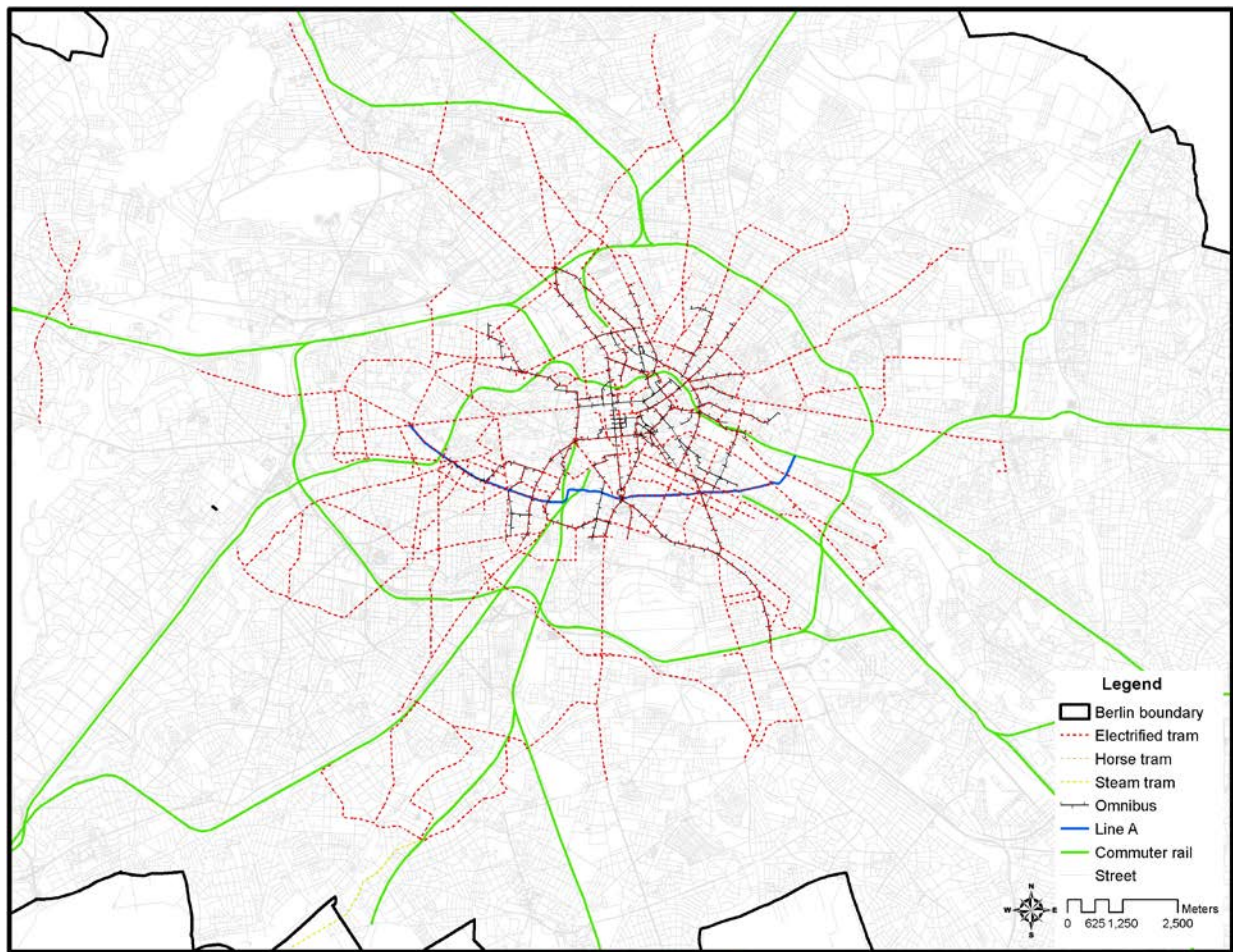 Legend
Berlin boundary
Electrified tram
Horse tram
Steam tram
Omnibus
Line A
Commuter rail
Street
N
W E
S
Meters
0 625 1,250 2,500